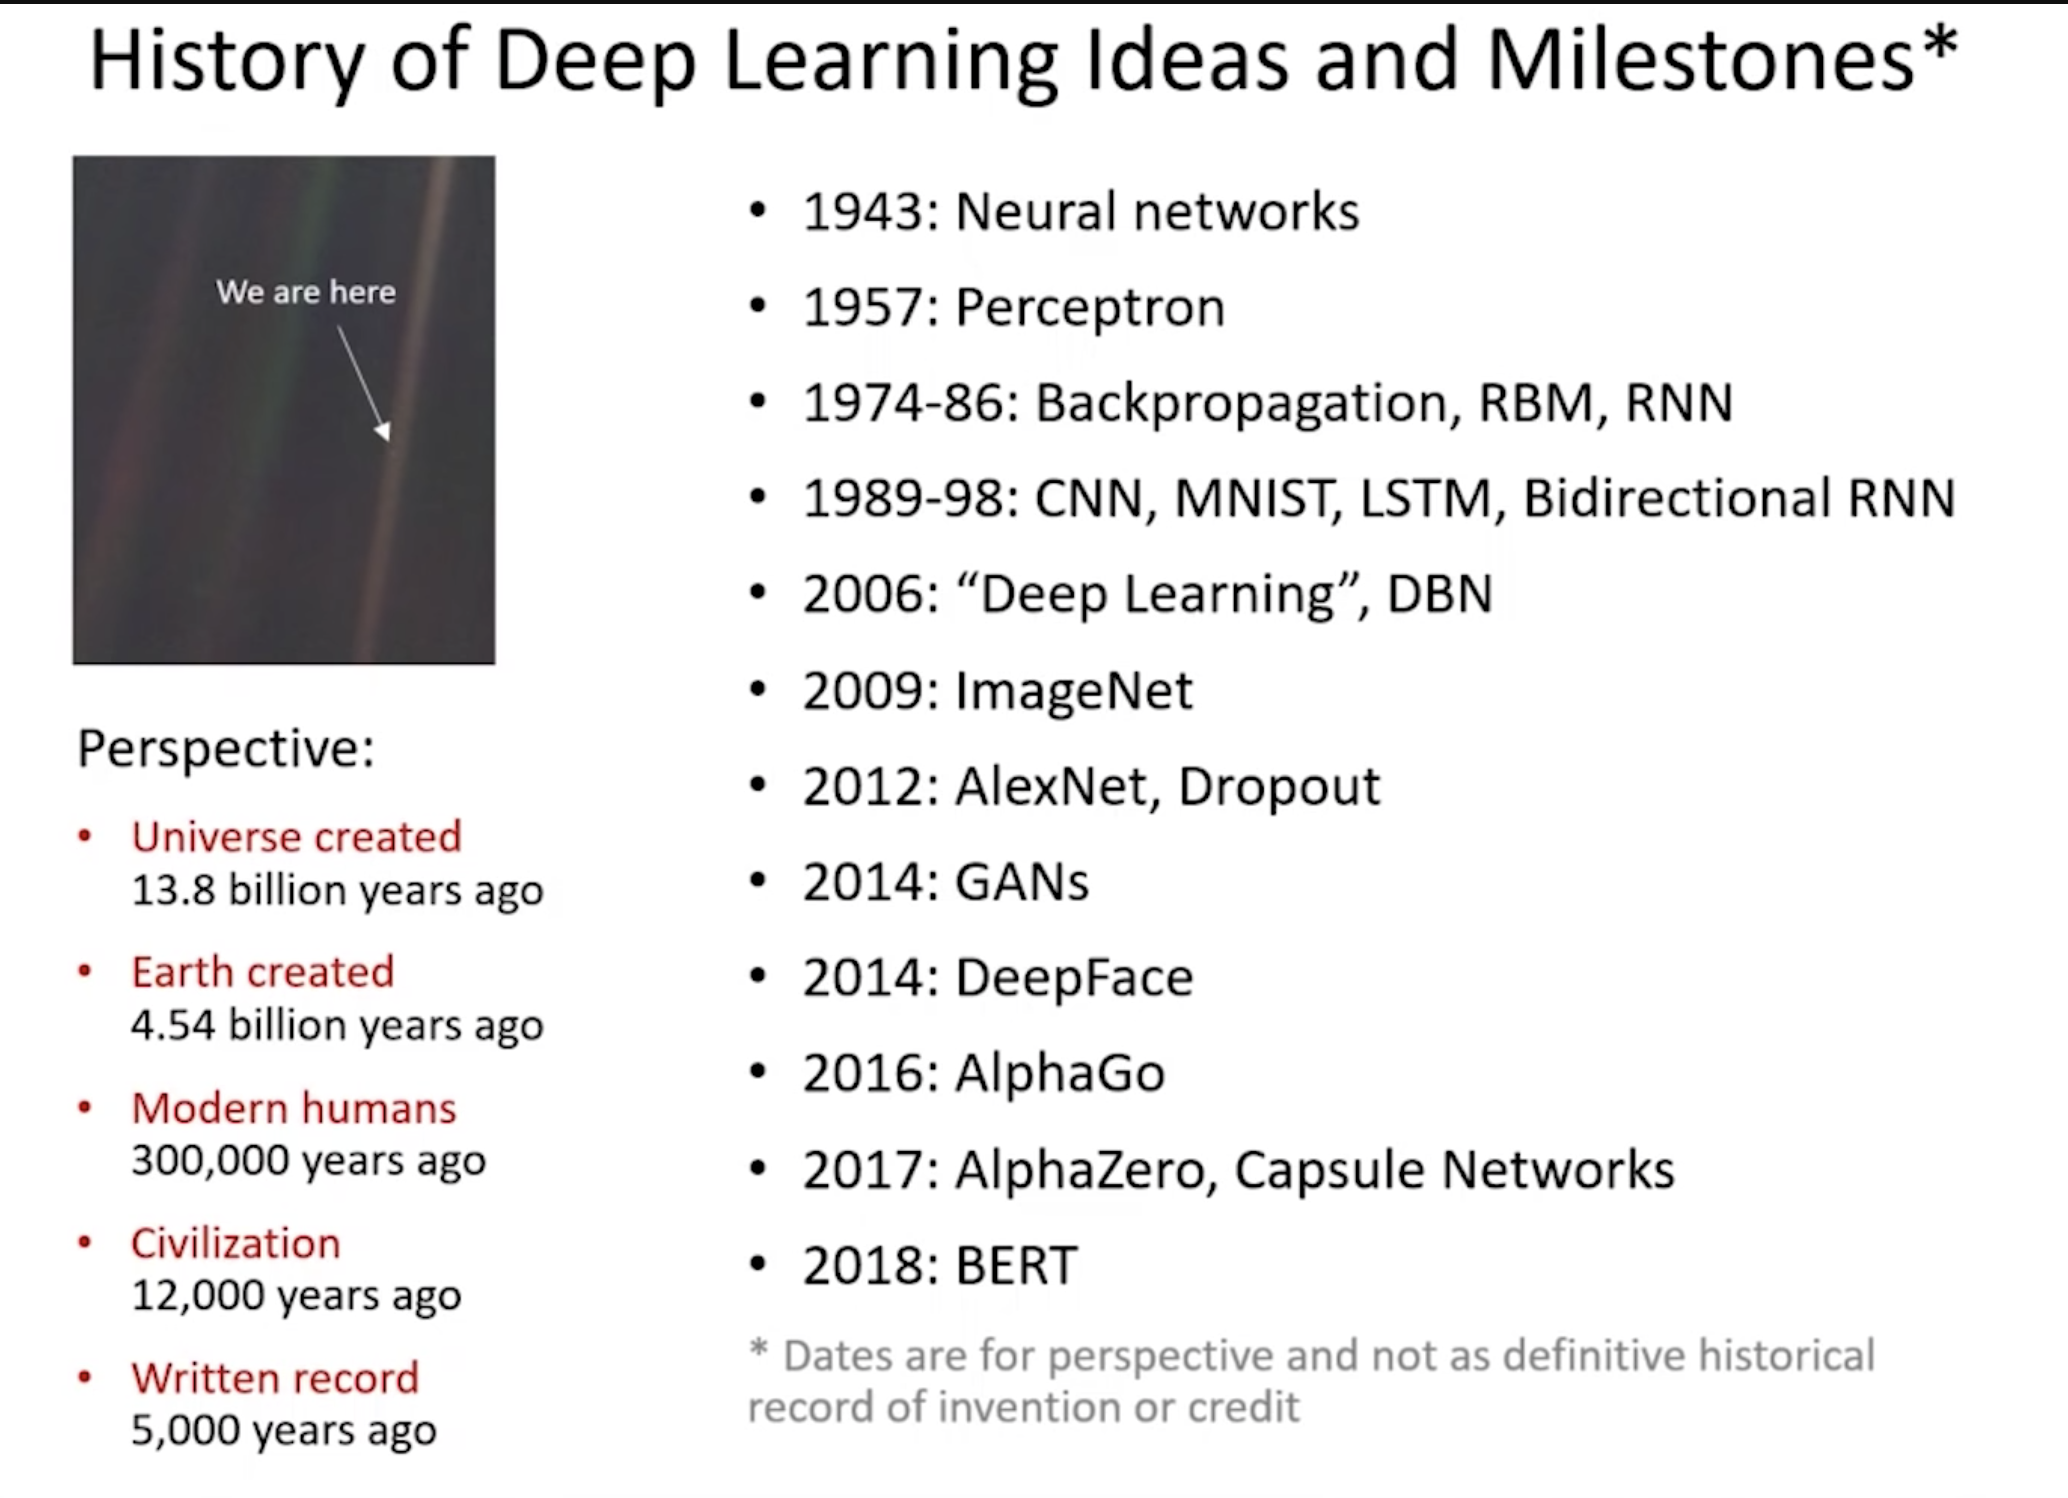 History of Deep Learning Ideas and Milestones*
We are here
Perspective:
• Universe created
13.8 billion years ago
• Earth created
4.54 billion years ago
• Modern humans
300,000 years ago
• Civilization
12,000 years ago
• Written record
5,000 years ago
• 1943: Neural networks
• 1957: Perceptron
• 1974-86: Backpropagation, RBM, RNN
• 1989-98: CNN, MNIST, LSTM, Bidirectional RNN
• 2006: “Deep Learning”, DBN
• 2009: ImageNet
• 2012: AlexNet, Dropout
• 2014: GANs
• 2014: DeepFace
• 2016: AlphaGo
• 2017: AlphaZero, Capsule Networks
• 2018: BERT
* Dates are for perspective and not as definitive historical
record of invention or credit